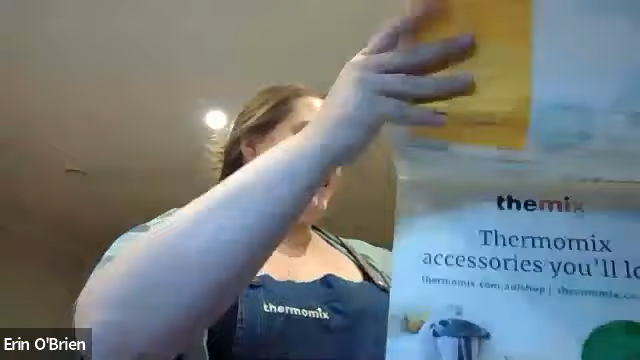 themix
Thermomix
accessories you'll lo
thermomix.com.au/shop | thermomix.co
thermomix
Erin O'Brien